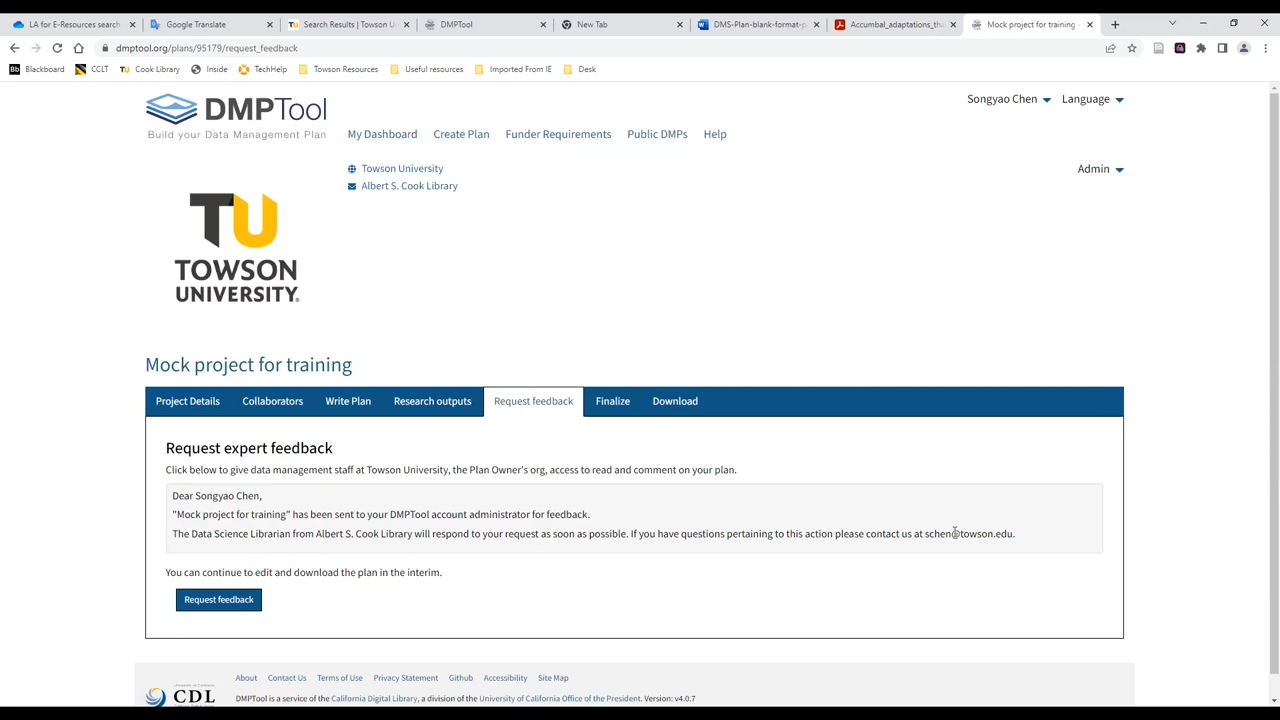 LA for E-Resources search
Google Translate
Search Results | Towson U
DMPTool
New Tab
DMS-Plan-blank-format-p
Accumbal_adaptations_th
Mock project for training
dmptool.org/plans/95179/request_feedback
Bb Blackboard
CCLT
TU Cook Library
Inside
TechHelp
Towson Resources
Useful resources
Imported From IE
Desk
DMPTool
Build your Data Management Plan
My Dashboard
Create Plan
Funder Requirements
Public DMPs
Help
Songyao Chen
Language
Towson University
Albert S. Cook Library
Admin
TU
TOWSON
UNIVERSITY.
Mock project for training
Project Details
Collaborators
Write Plan
Research outputs
Request feedback
Finalize
Download
Request expert feedback
Click below to give data management staff at Towson University, the Plan Owner's org, access to read and comment on your plan.
Dear Songyao Chen,
"Mock project for training" has been sent to your DMPTool account administrator for feedback.
The Data Science Librarian from Albert S. Cook Library will respond to your request as soon as possible. If you have questions pertaining to this action please contact us at schen@towson.edu.
You can continue to edit and download the plan in the interim.
Request feedback
About
Contact Us
Terms of Use
Privacy Statement
Github
Accessibility
Site Map
CDL
DMPTool is a service of the California Digital Library, a division of the University of California Office of the President. Version: v4.0.7